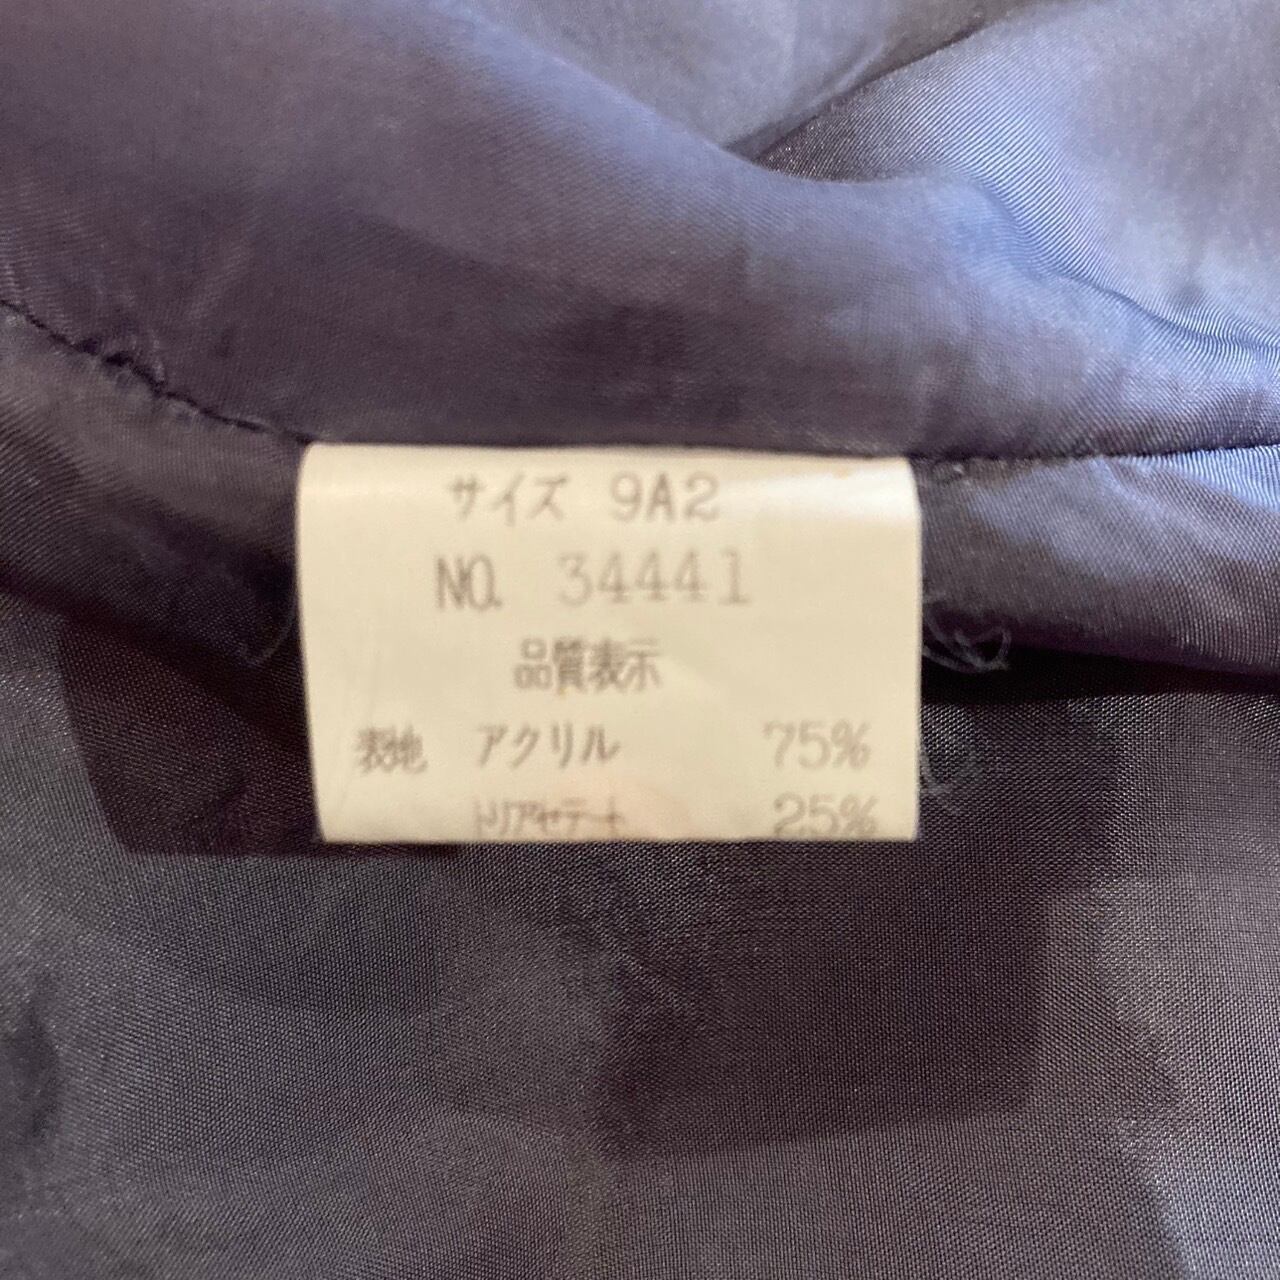 サイズ 9A2
NO. 34441
品質表示
表地 アクリル 75%
トリアセテート 25%